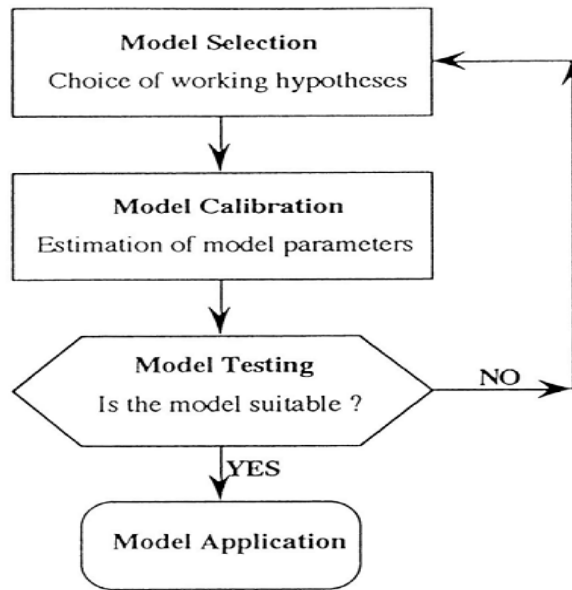 Model Selection
Choice of working hypotheses
Model Calibration
Estimation of model parameters
Model Testing
Is the model suitable ?
NO
YES
Model Application